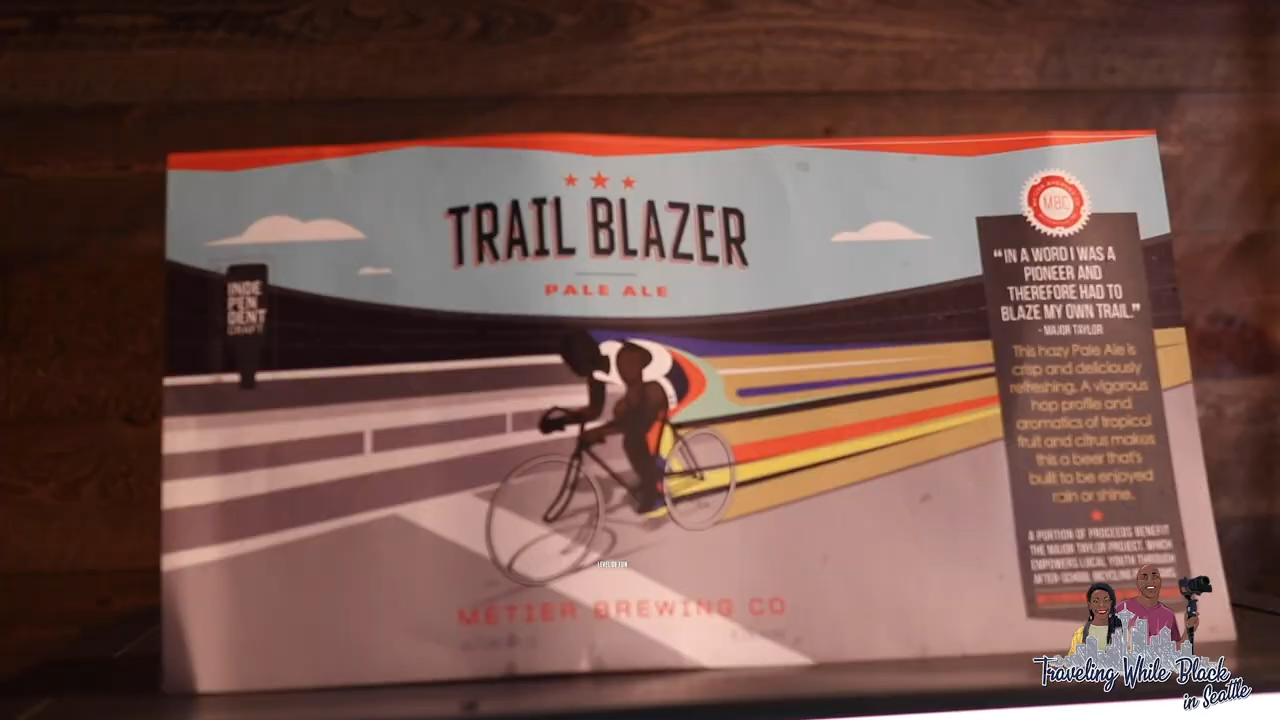 TRAIL BLAZER
PALE ALE
INDE
PEN
DENT
CRAFT
MBC
“IN A WORD I WAS A
PIONEER AND
THEREFORE HAD TO
BLAZE MY OWN TRAIL.”
- MAJOR TAYLOR
This hazy Pale Ale is
crisp and deliciously
refreshing. A vigorous
hop profile and
aromatics of tropical
fruit and citrus makes
this a beer that's
built to be enjoyed
rain or shine.
A PORTION OF PROCEEDS BENEFIT
THE MAJOR TAYLOR PROJECT, WHICH
EMPOWERS LOCAL YOUTH THROUGH
AFTER-SCHOOL BICYCLING
METIER BREWING CO
Traveling While Black
in Seattle